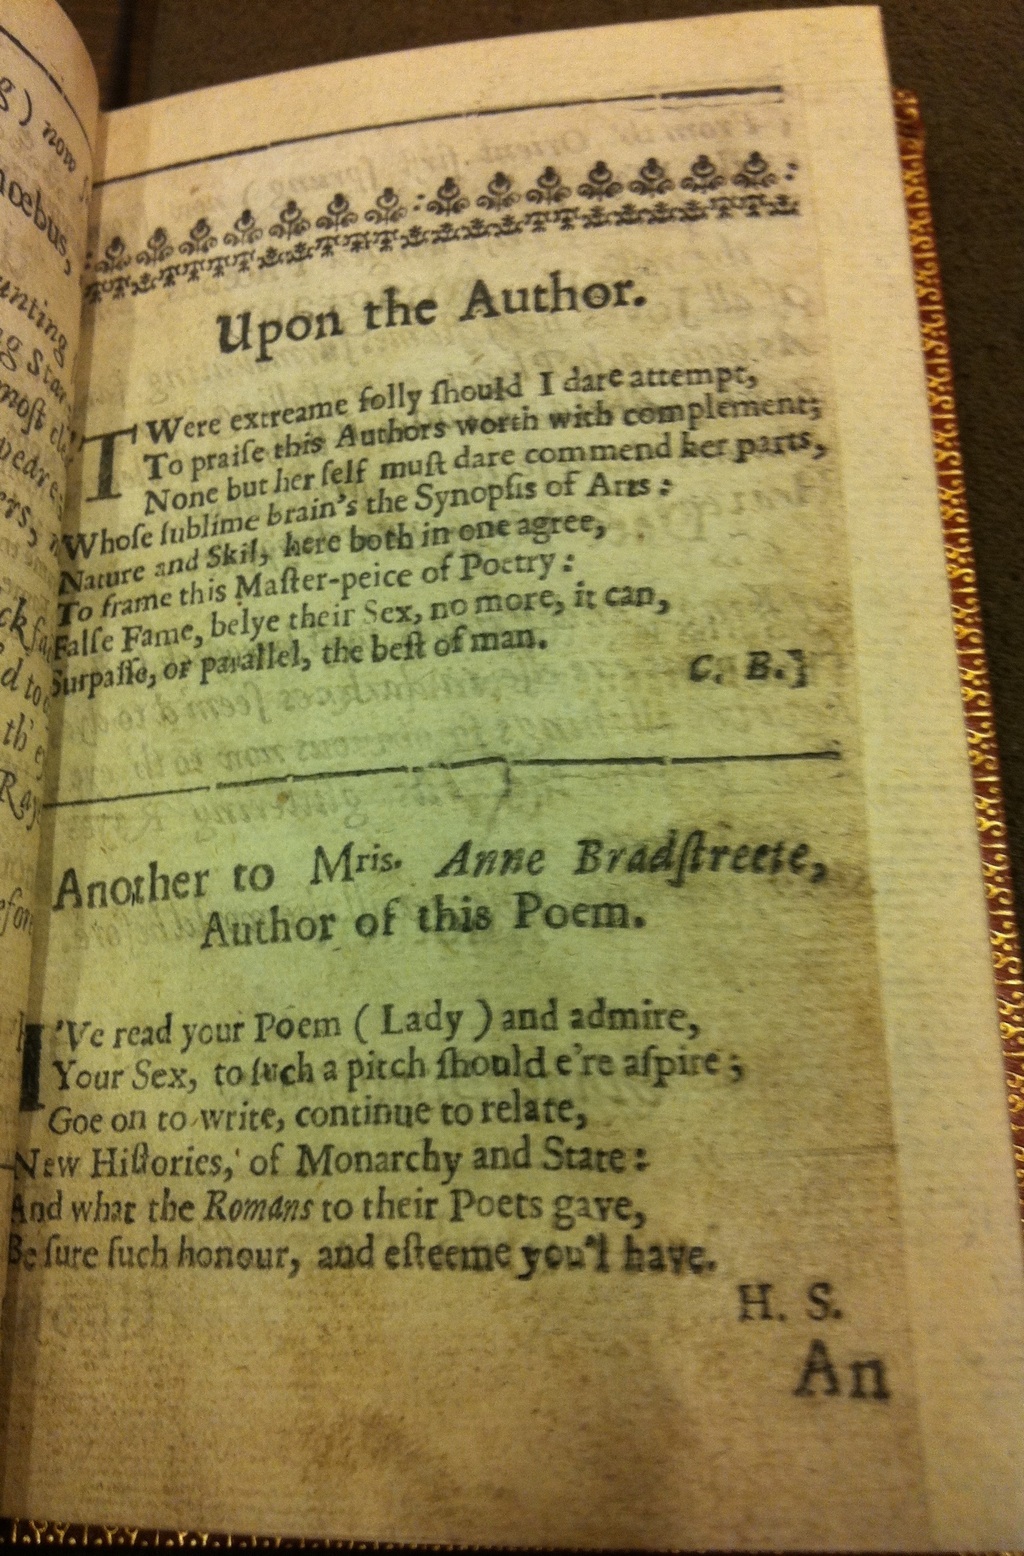 Upon the Author.
T'Were extreame folly ſhould I dare attempt,
To praiſe this Authors worth with complement;
None but her ſelf muſt dare commend her parts,
Whoſe ſublime brain's the Synopſis of Arts:
Nature and Skil, here both in one agree,
To frame this Maſter-peice of Poetry:
Falſe Fame, belye their Sex, no more, it can,
Surpaſſe, or parallel, the beſt of man.
C. B.
Another to Mris. Anne Bradſtreete,
Author of this Poem.
I'Ve read your Poem (Lady) and admire,
Your Sex, to ſuch a pitch ſhould e're aſpire;
Goe on to write, continue to relate,
New Hiſtories, of Monarchy and State:
And what the Romans to their Poets gave,
Be ſure ſuch honour, and eſteeme you'l have.
H. S.
An